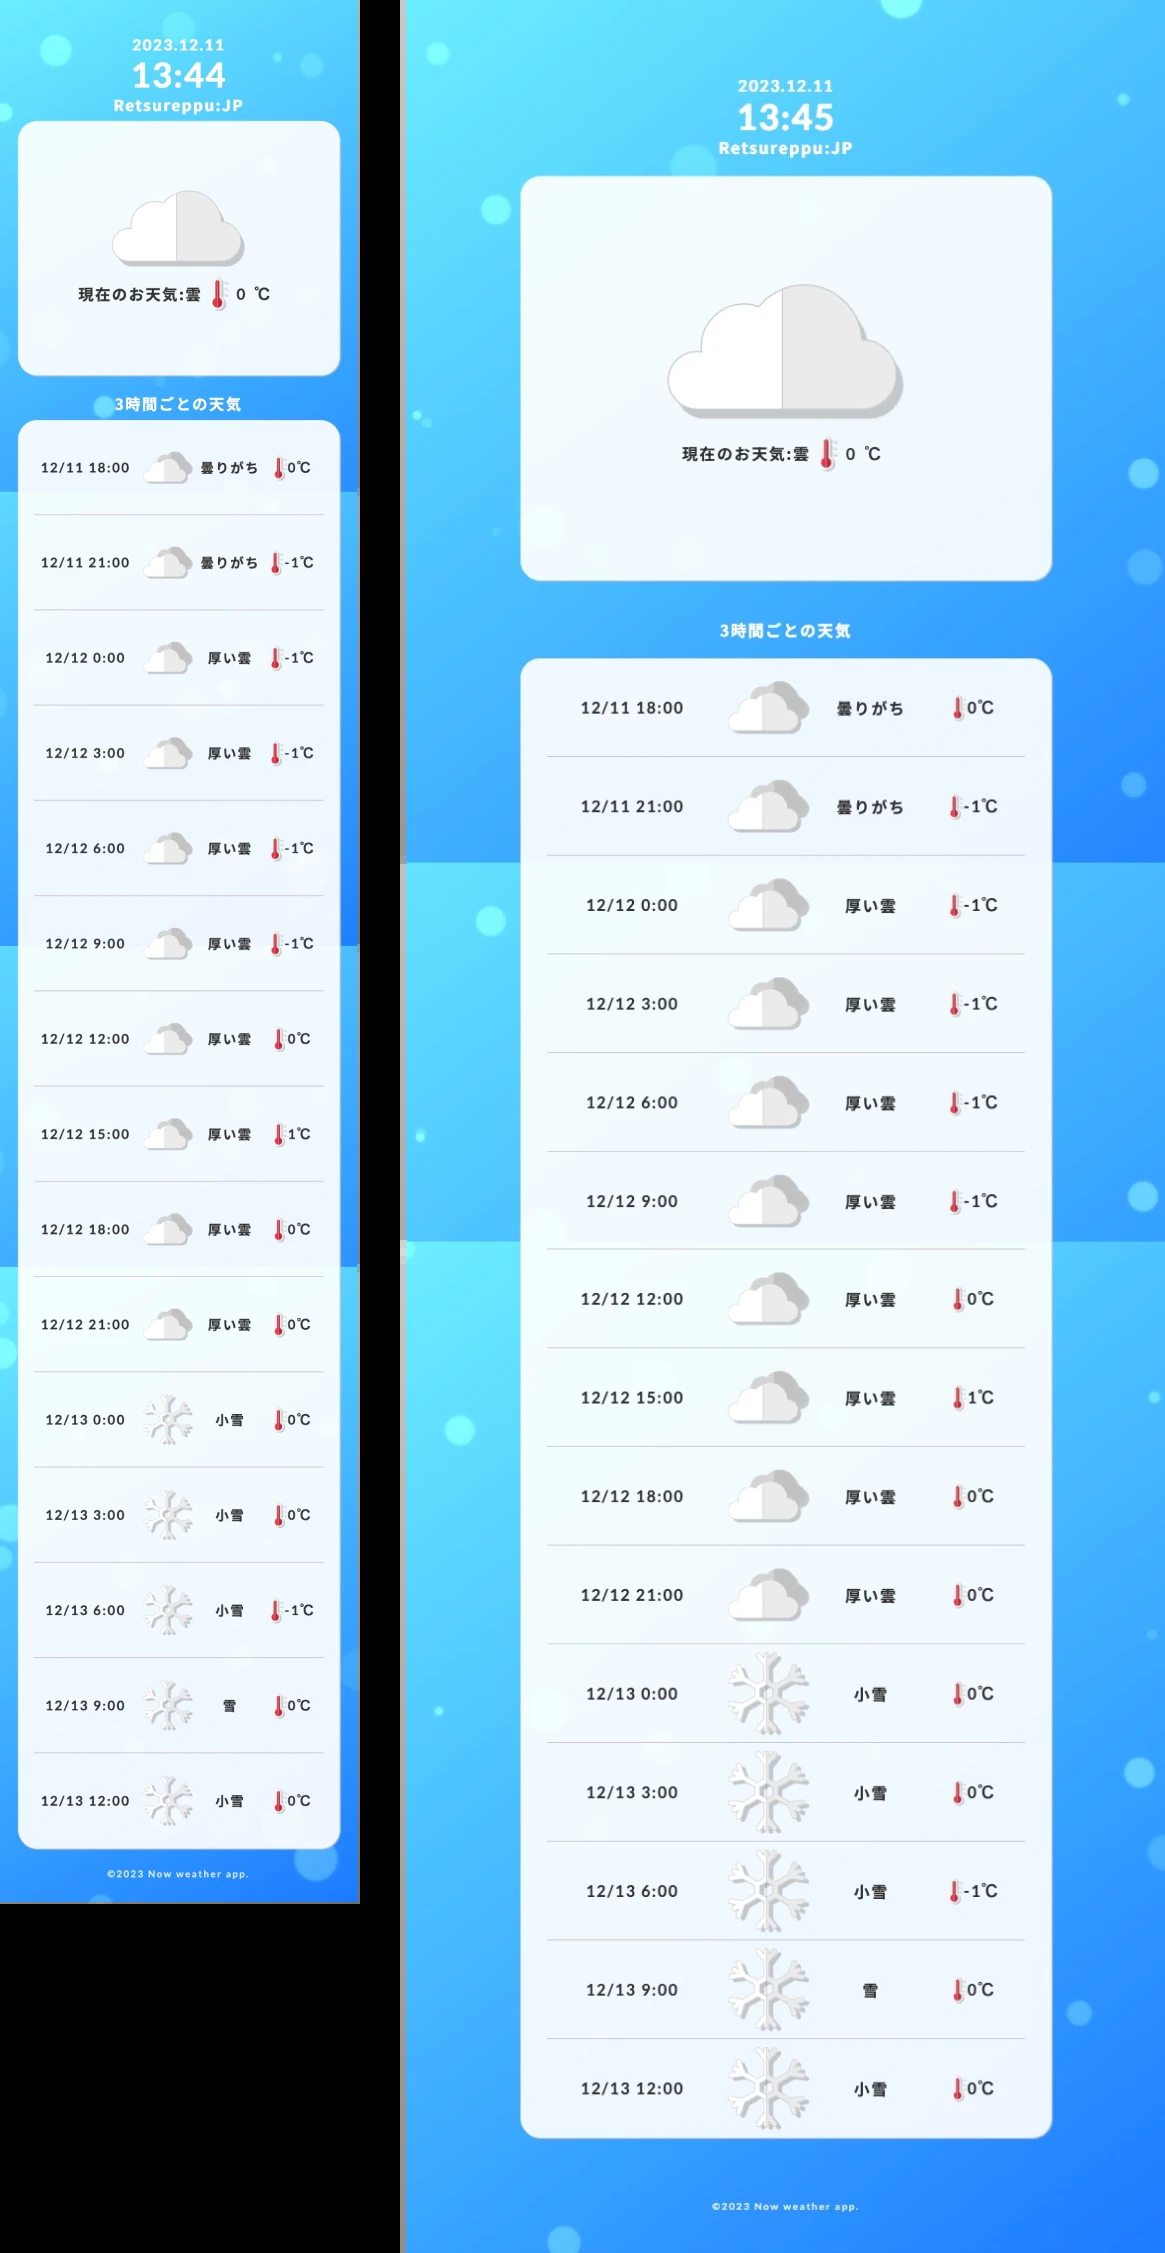 2023.12.11
13:44
Retsureppu:JP
現在のお天気:雲 0 ℃
3時間ごとの天気
12/11 18:00 曇りがち 0℃
12/11 21:00 曇りがち -1℃
12/12 0:00 厚い雲 -1℃
12/12 3:00 厚い雲 -1℃
12/12 6:00 厚い雲 -1℃
12/12 9:00 厚い雲 -1℃
12/12 12:00 厚い雲 0℃
12/12 15:00 厚い雲 1℃
12/12 18:00 厚い雲 0℃
12/12 21:00 厚い雲 0℃
12/13 0:00 小雪 0℃
12/13 3:00 小雪 0℃
12/13 6:00 小雪 -1℃
12/13 9:00 雪 0℃
12/13 12:00 小雪 0℃
©2023 Now weather app.
2023.12.11
13:45
Retsureppu:JP
現在のお天気:雲 0 ℃
3時間ごとの天気
12/11 18:00 曇りがち 0℃
12/11 21:00 曇りがち -1℃
12/12 0:00 厚い雲 -1℃
12/12 3:00 厚い雲 -1℃
12/12 6:00 厚い雲 -1℃
12/12 9:00 厚い雲 -1℃
12/12 12:00 厚い雲 0℃
12/12 15:00 厚い雲 1℃
12/12 18:00 厚い雲 0℃
12/12 21:00 厚い雲 0℃
12/13 0:00 小雪 0℃
12/13 3:00 小雪 0℃
12/13 6:00 小雪 -1℃
12/13 9:00 雪 0℃
12/13 12:00 小雪 0℃
©2023 Now weather app.